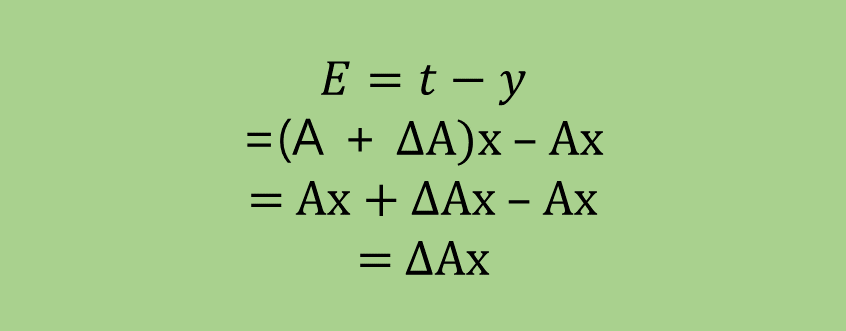 E = t − y
=(A + ΔA)x – Ax
= Ax + ΔAx – Ax
= ΔAx